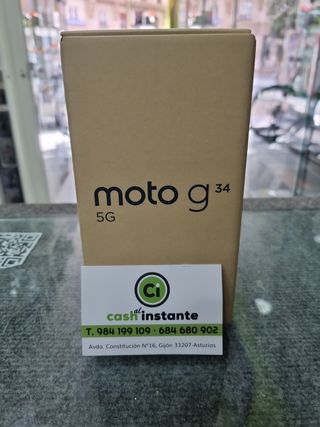 moto g 34
5G
Ci
cash al instante
T. 984 199 109 · 684 680 902
Avda. Constitución Nº16, Gijón 33207-Asturias